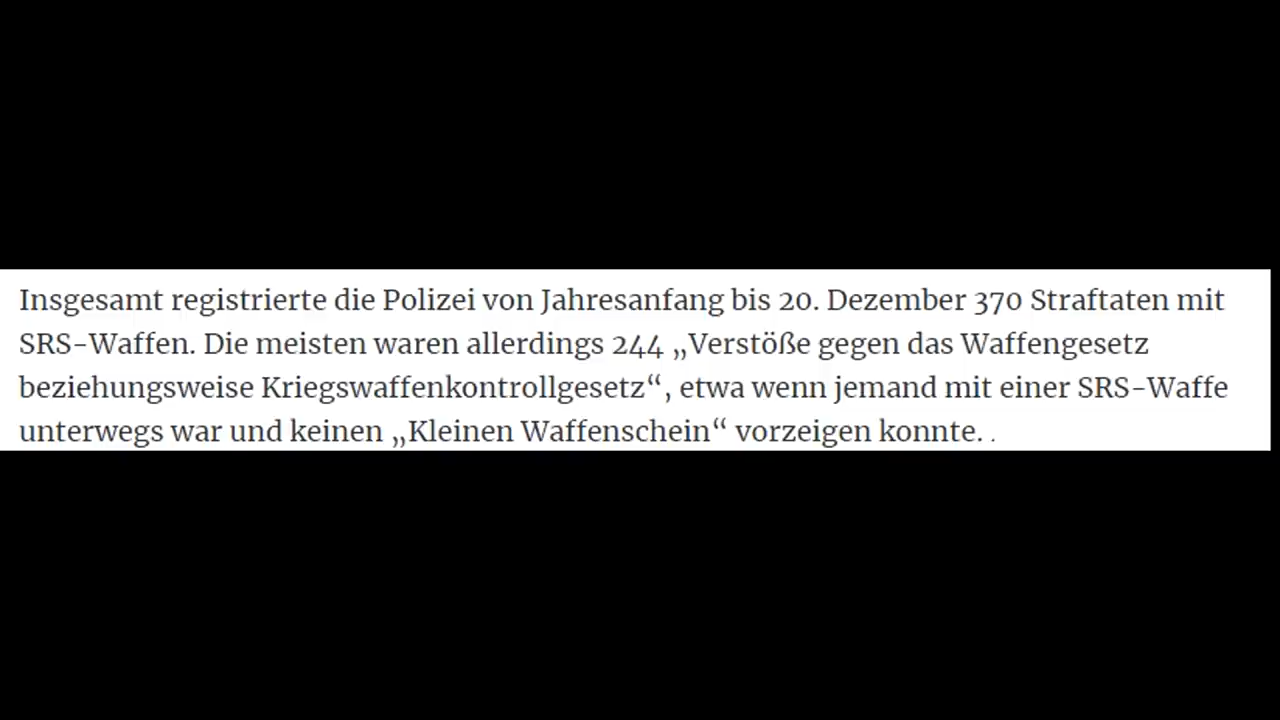 Insgesamt registrierte die Polizei von Jahresanfang bis 20. Dezember 370 Straftaten mit
SRS-Waffen. Die meisten waren allerdings 244 „Verstöße gegen das Waffengesetz
beziehungsweise Kriegswaffenkontrollgesetz“, etwa wenn jemand mit einer SRS-Waffe
unterwegs war und keinen „Kleinen Waffenschein“ vorzeigen konnte. .